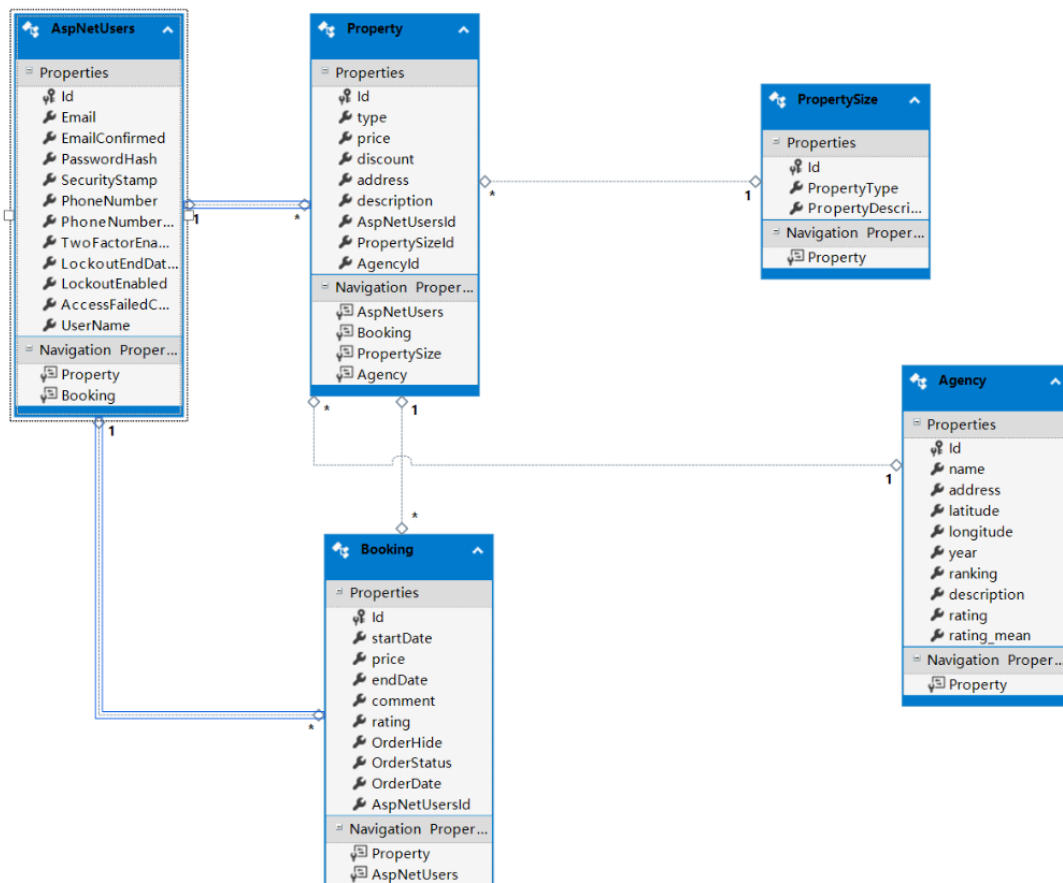 AspNetUsers
Properties
Id
Email
EmailConfirmed
PasswordHash
SecurityStamp
PhoneNumber
PhoneNumber...
TwoFactorEna...
LockoutEndDat...
LockoutEnabled
AccessFailedC...
UserName
Navigation Proper...
Property
Booking
1
*
1
Property
Properties
Id
type
price
discount
address
description
AspNetUsersId
PropertySizeId
AgencyId
Navigation Proper...
AspNetUsers
Booking
PropertySize
Agency
*
1
*
1
*
1
PropertySize
Properties
Id
PropertyType
PropertyDescri...
Navigation Proper...
Property
Agency
Properties
Id
name
address
latitude
longitude
year
ranking
description
rating
rating_mean
Navigation Proper...
Property
Booking
Properties
Id
startDate
price
endDate
comment
rating
OrderHide
OrderStatus
OrderDate
AspNetUsersId
Navigation Proper...
Property
AspNetUsers
*